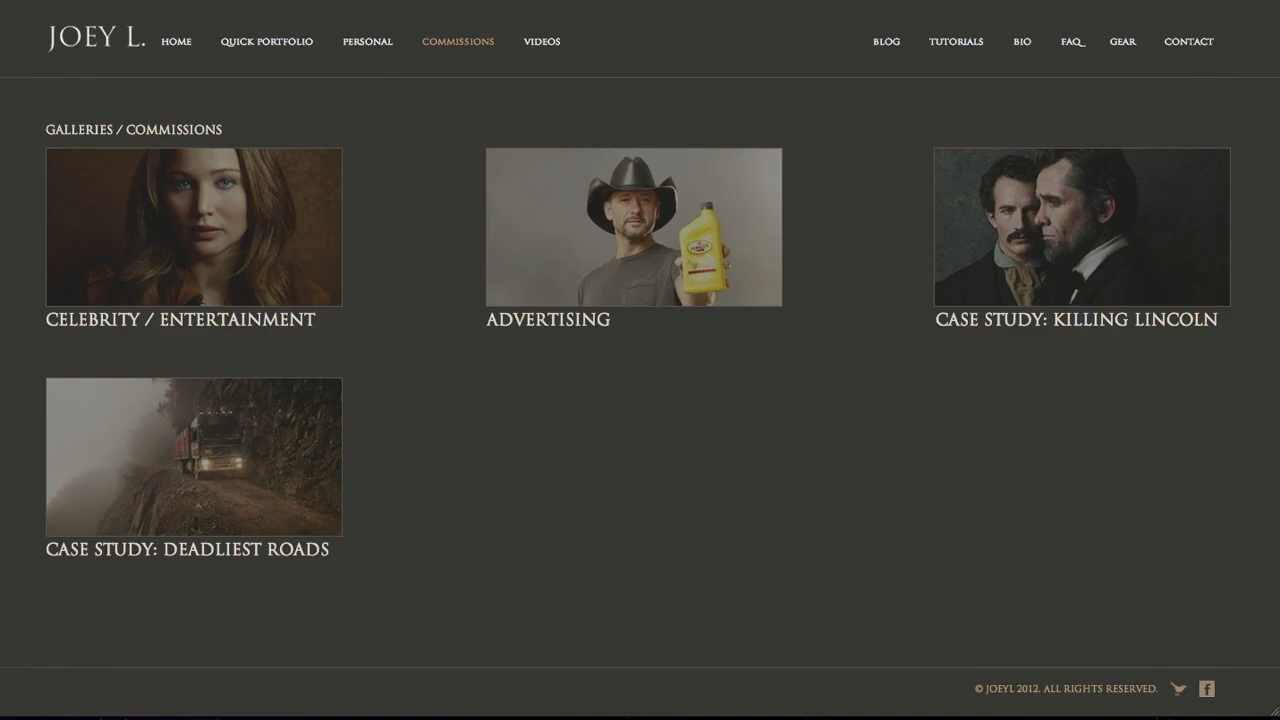 JOEY L. HOME QUICK PORTFOLIO PERSONAL COMMISSIONS VIDEOS BLOG TUTORIALS BIO FAQ GEAR CONTACT
GALLERIES / COMMISSIONS
CELEBRITY / ENTERTAINMENT ADVERTISING CASE STUDY: KILLING LINCOLN
CASE STUDY: DEADLIEST ROADS
© JOEYL 2012. ALL RIGHTS RESERVED.